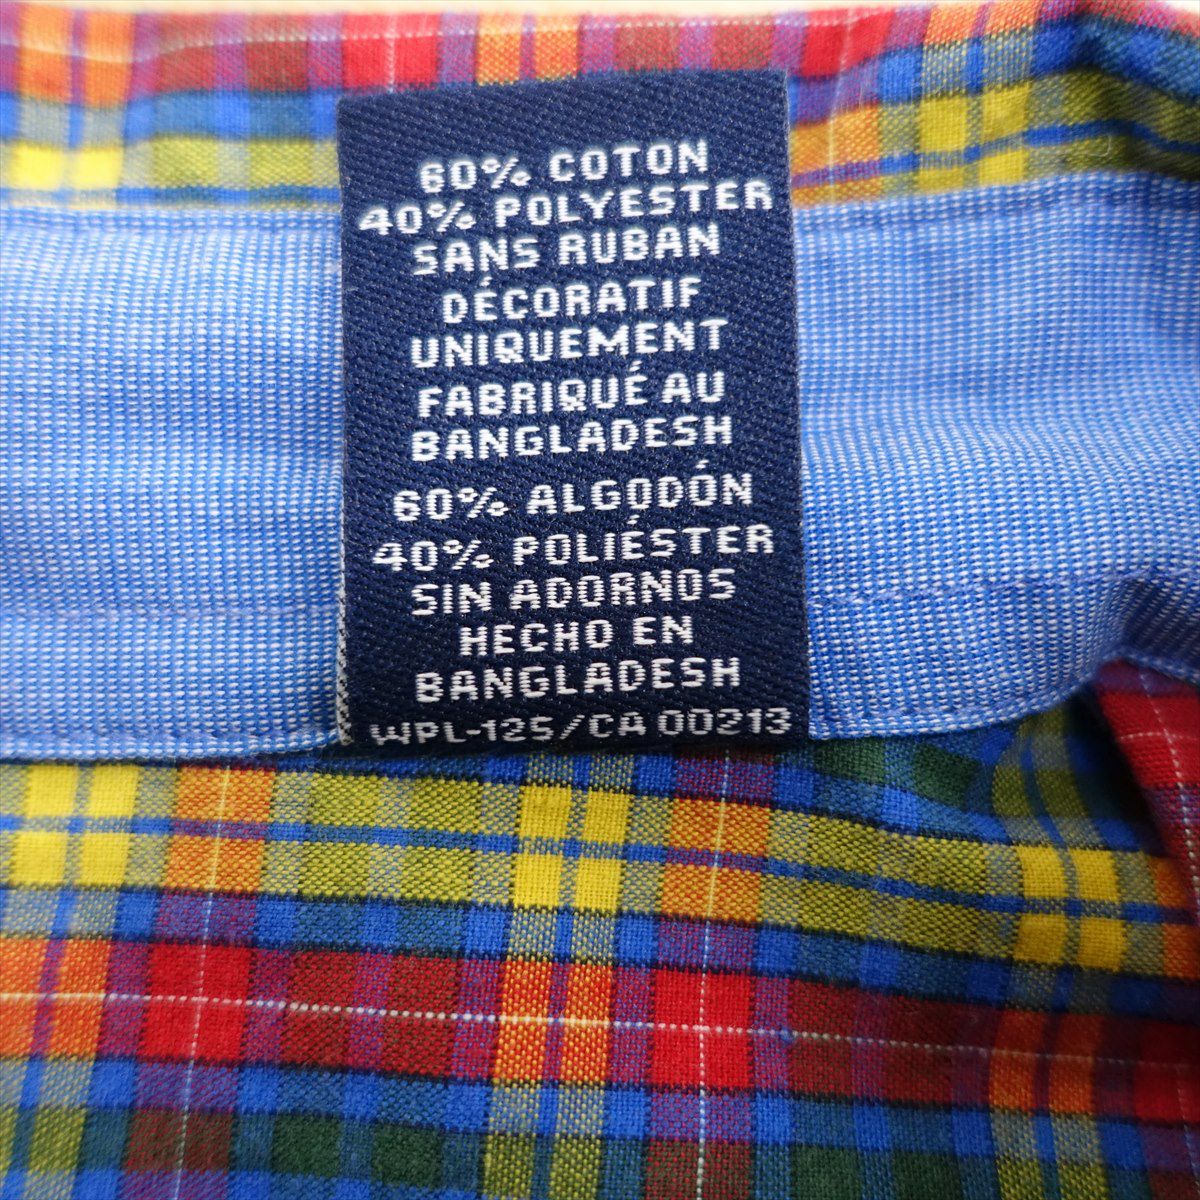 60% COTON
40% POLYESTER
SANS RUBAN
DÉCORATIF
UNIQUEMENT
FABRIQUÉ AU
BANGLADESH
60% ALGODÓN
40% POLIÉSTER
SIN ADORNOS
HECHO EN
BANGLADESH
WPL-125/CA 00213